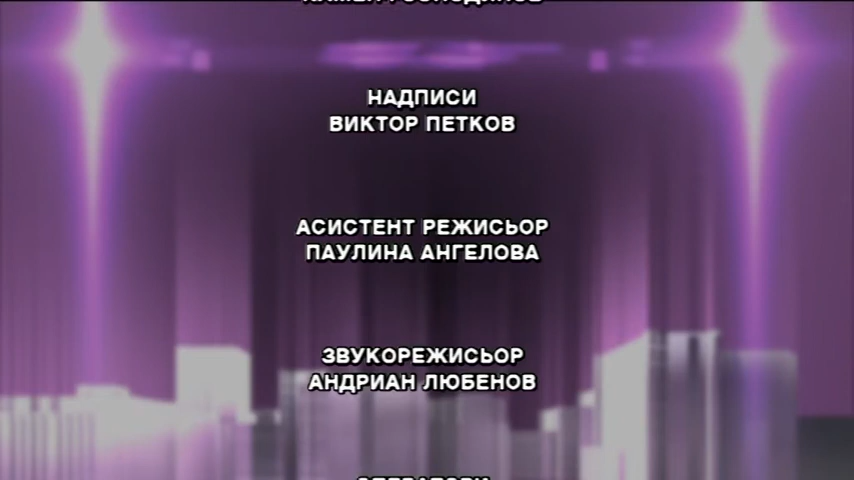 НАДПИСИ
ВИКТОР ПЕТКОВ
АСИСТЕНТ РЕЖИСЬОР
ПАУЛИНА АНГЕЛОВА
ЗВУКОРЕЖИСЬОР
АНДРИАН ЛЮБЕНОВ